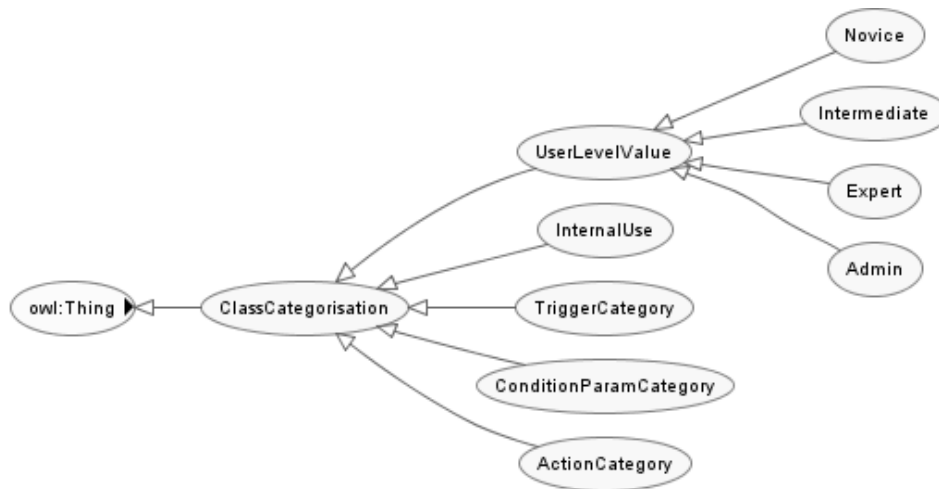 Novice
Intermediate
UserLevelValue
Expert
InternalUse
Admin
owl:Thing
ClassCategorisation
TriggerCategory
ConditionParamCategory
ActionCategory